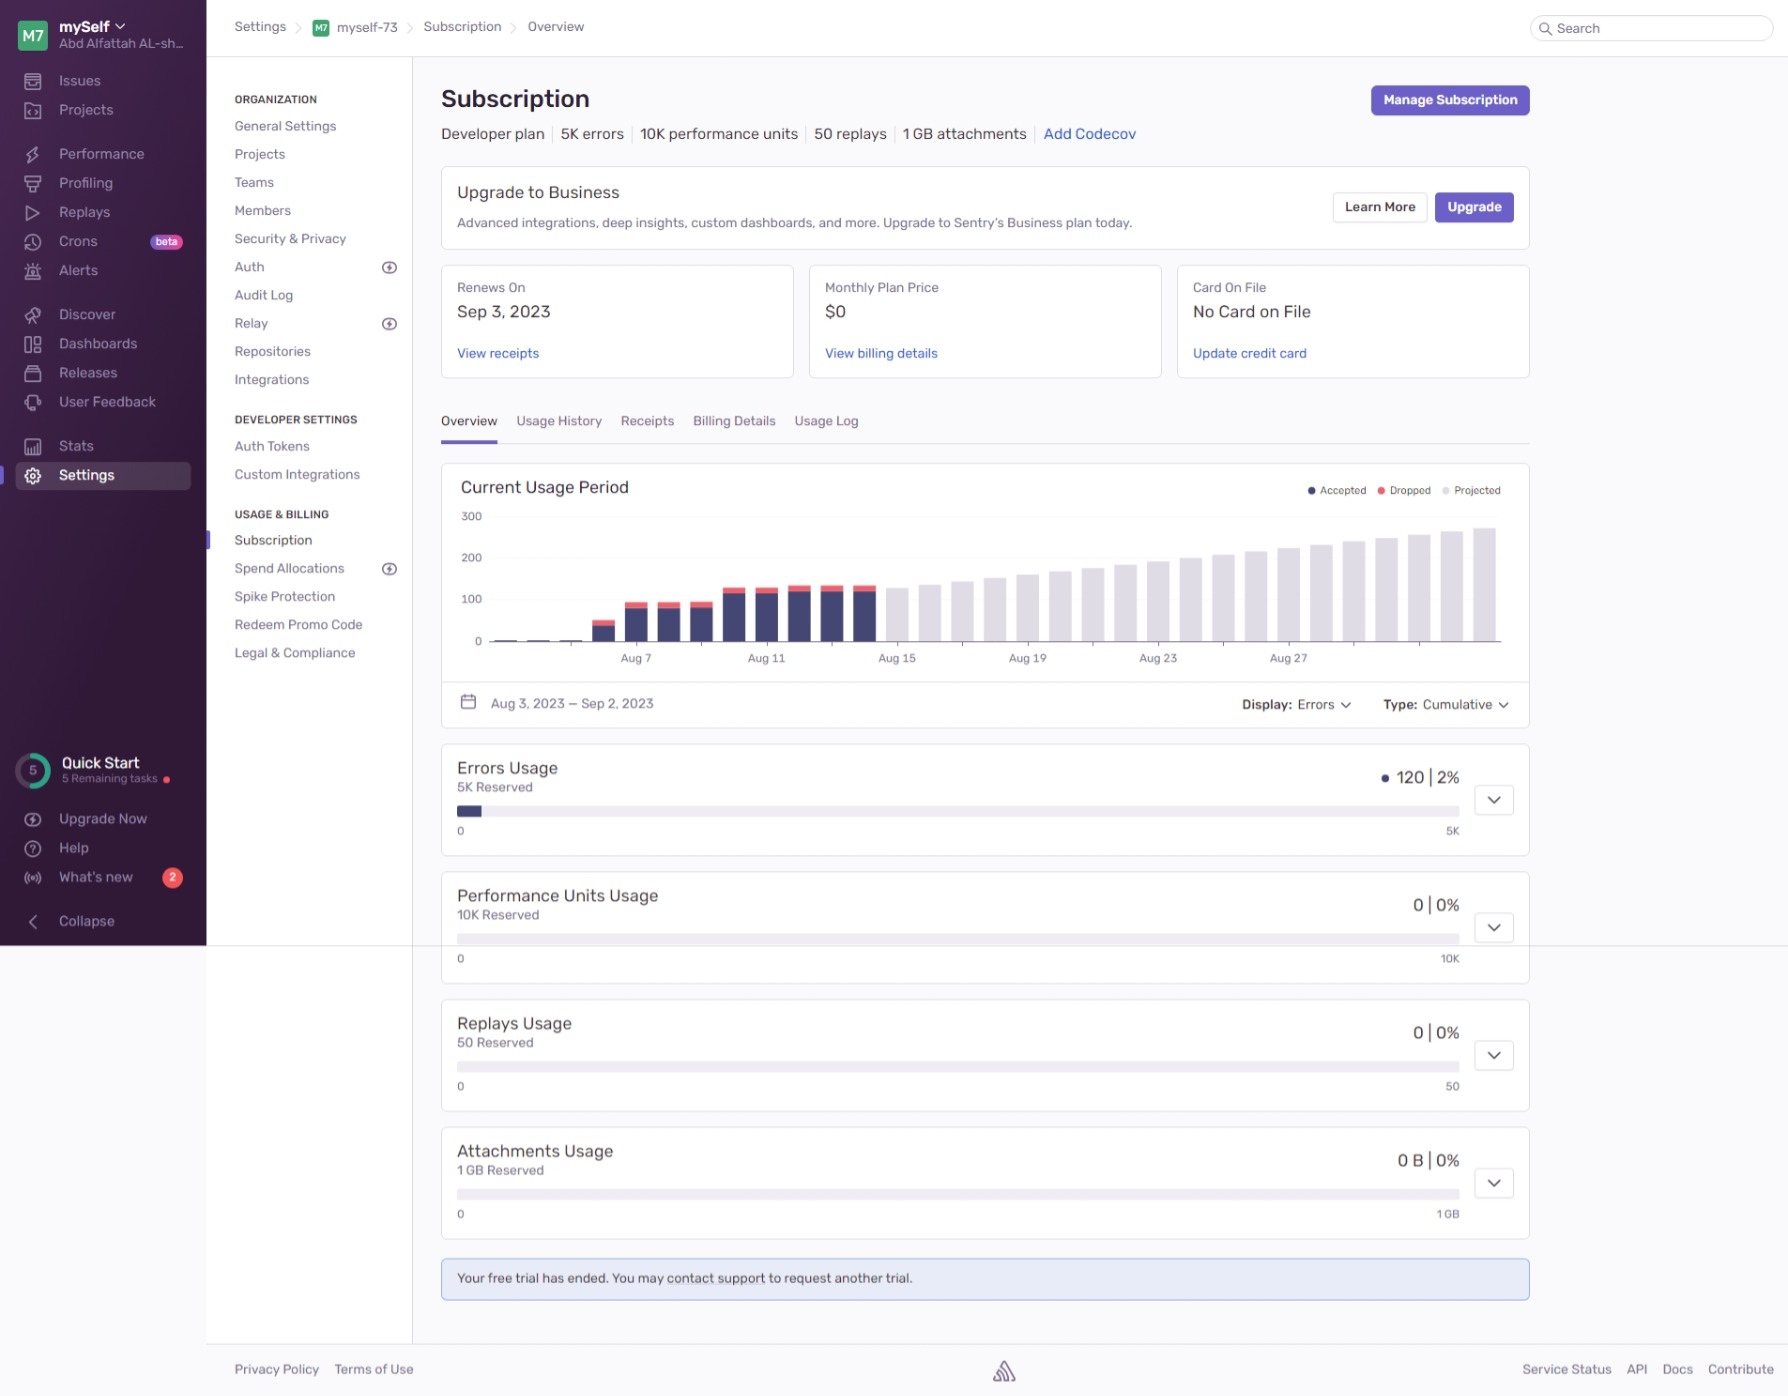 M7
mySelf
Abd Alfattah AL-sh...
Issues
Projects
Performance
Profiling
Replays
Crons beta
Alerts
Discover
Dashboards
Releases
User Feedback
Stats
Settings
5
Quick Start
5 Remaining tasks
Upgrade Now
Help
What's new 2
Collapse
Settings M7 myself-73 Subscription Overview
Search
ORGANIZATION
General Settings
Projects
Teams
Members
Security & Privacy
Auth
Audit Log
Relay
Repositories
Integrations
DEVELOPER SETTINGS
Auth Tokens
Custom Integrations
USAGE & BILLING
Subscription
Spend Allocations
Spike Protection
Redeem Promo Code
Legal & Compliance
Subscription
Manage Subscription
Developer plan 5K errors 10K performance units 50 replays 1 GB attachments Add Codecov
Upgrade to Business
Advanced integrations, deep insights, custom dashboards, and more. Upgrade to Sentry's Business plan today.
Learn More Upgrade
Renews On
Sep 3, 2023
View receipts
Monthly Plan Price
$0
View billing details
Card On File
No Card on File
Update credit card
Overview Usage History Receipts Billing Details Usage Log
Current Usage Period
Accepted Dropped Projected
300
200
100
0
Aug 7 Aug 11 Aug 15 Aug 19 Aug 23 Aug 27
Aug 3, 2023 — Sep 2, 2023
Display: Errors Type: Cumulative
Errors Usage
5K Reserved
120 | 2%
0 5K
Performance Units Usage
10K Reserved
0 | 0%
0 10K
Replays Usage
50 Reserved
0 | 0%
0 50
Attachments Usage
1 GB Reserved
0 B | 0%
0 1 GB
Your free trial has ended. You may contact support to request another trial.
Privacy Policy Terms of Use
Service Status API Docs Contribute